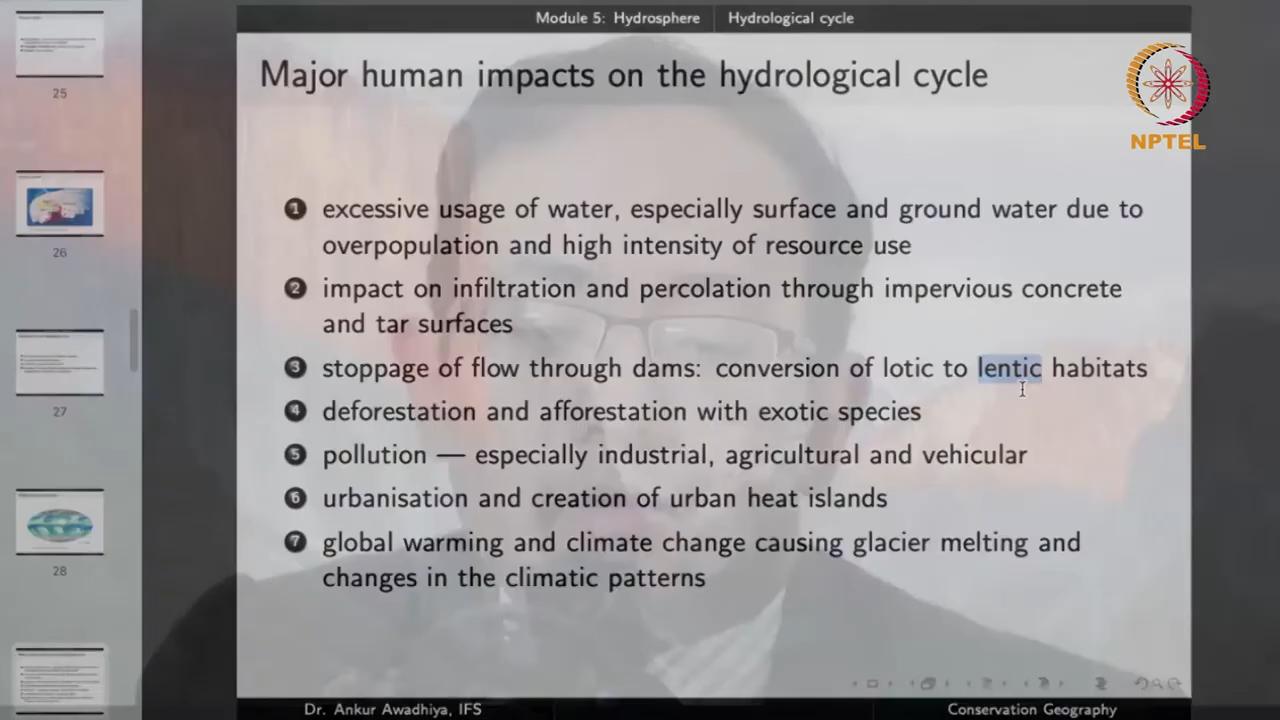 Module 5: Hydrosphere Hydrological cycle
Major human impacts on the hydrological cycle
NPTEL
1 excessive usage of water, especially surface and ground water due to
overpopulation and high intensity of resource use
2 impact on infiltration and percolation through impervious concrete
and tar surfaces
3 stoppage of flow through dams: conversion of lotic to lentic habitats
4 deforestation and afforestation with exotic species
5 pollution — especially industrial, agricultural and vehicular
6 urbanisation and creation of urban heat islands
7 global warming and climate change causing glacier melting and
changes in the climatic patterns
Dr. Ankur Awadhiya, IFS Conservation Geography
25
26
27
28